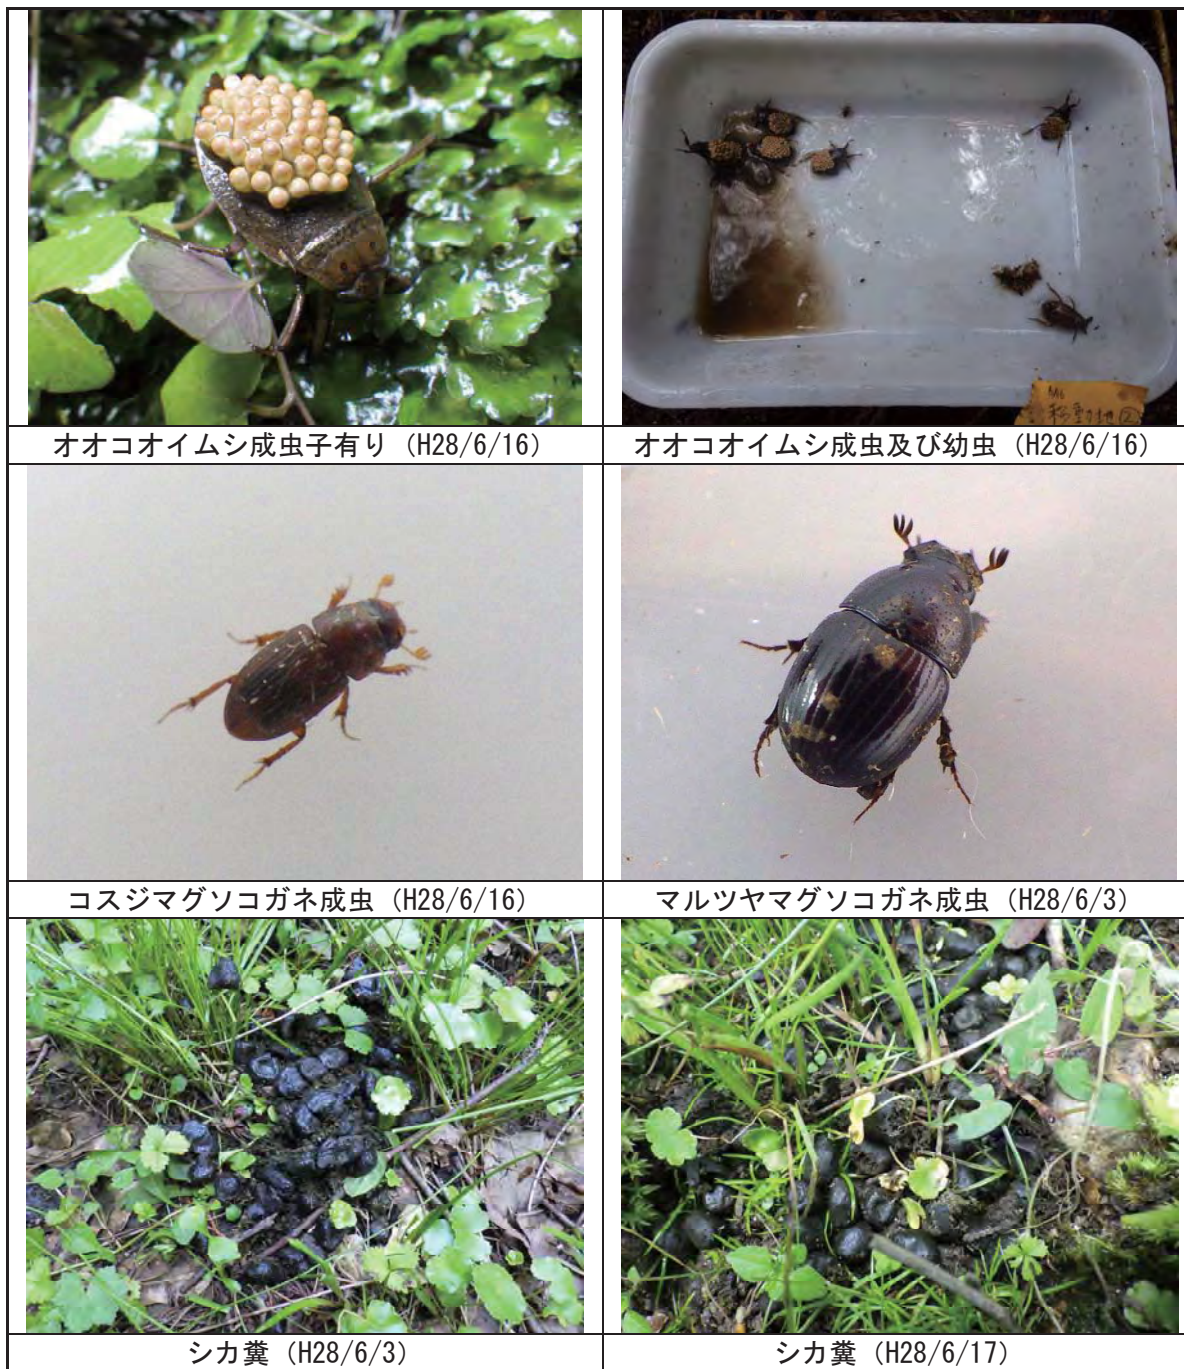 オオコオイムシ成虫子有り (H28/6/16)
オオコオイムシ成虫及び幼虫 (H28/6/16)
コスジマグソコガネ成虫 (H28/6/16)
マルツヤマグソコガネ成虫 (H28/6/3)
シカ糞 (H28/6/3)
シカ糞 (H28/6/17)